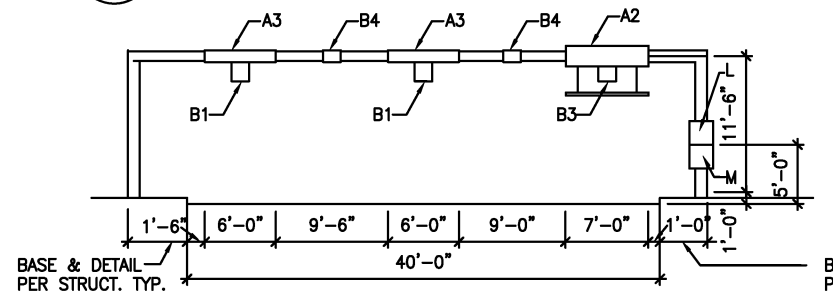 A3 B4 A3 B4 A2
B1 B1 B3
L
M
11'-6"
5'-0"
1'-0"
1'-6" 6'-0" 9'-6" 6'-0" 9'-0" 7'-0" 1'-0"
40'-0"
BASE & DETAIL
PER STRUCT. TYP.
B
P